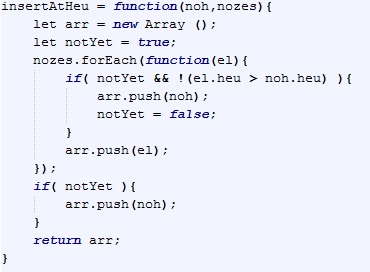 insertAtHeu = function(noh,nozes){
    let arr = new Array ();
    let notYet = true;
    nozes.forEach(function(el){
        if( notYet && !(el.heu > noh.heu) ){
            arr.push(noh);
            notYet = false;
        }
        arr.push(el);
    });
    if( notYet ){
        arr.push(noh);
    }
    return arr;
}